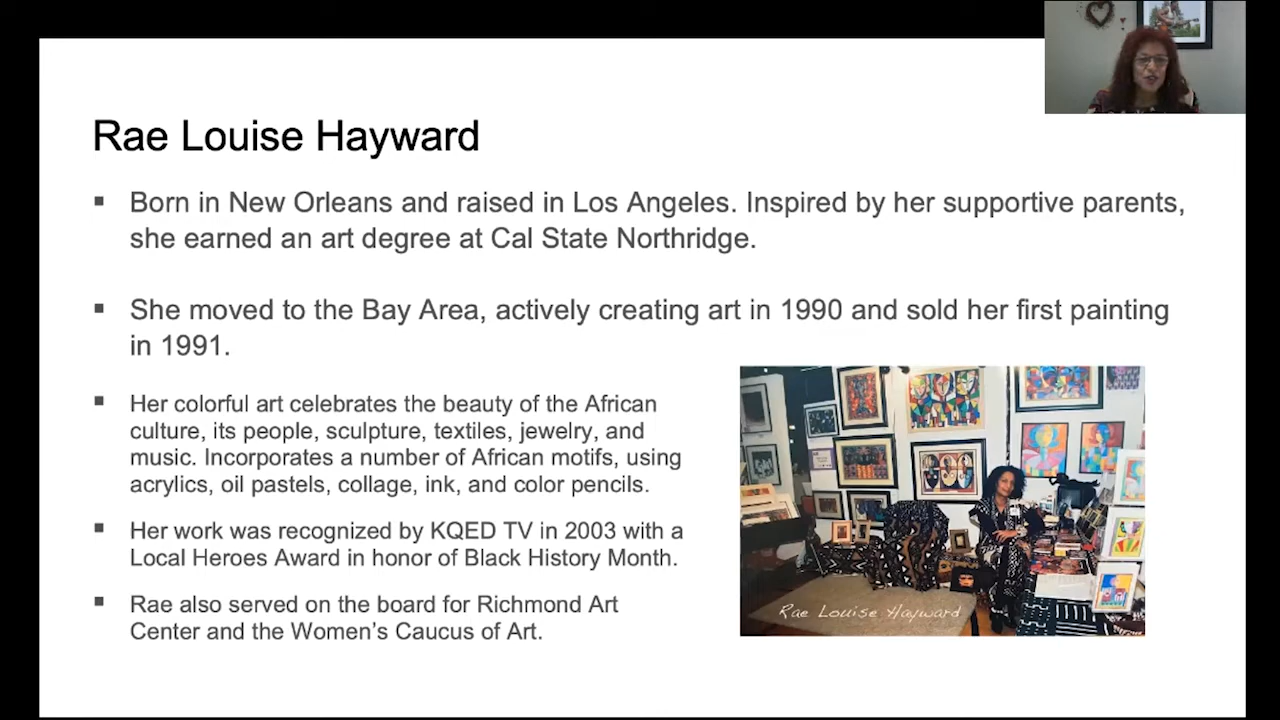 Rae Louise Hayward
▪ Born in New Orleans and raised in Los Angeles. Inspired by her supportive parents,
she earned an art degree at Cal State Northridge.
▪ She moved to the Bay Area, actively creating art in 1990 and sold her first painting
in 1991.
▪ Her colorful art celebrates the beauty of the African
culture, its people, sculpture, textiles, jewelry, and
music. Incorporates a number of African motifs, using
acrylics, oil pastels, collage, ink, and color pencils.
▪ Her work was recognized by KQED TV in 2003 with a
Local Heroes Award in honor of Black History Month.
▪ Rae also served on the board for Richmond Art
Center and the Women’s Caucus of Art.
Rae Louise Hayward